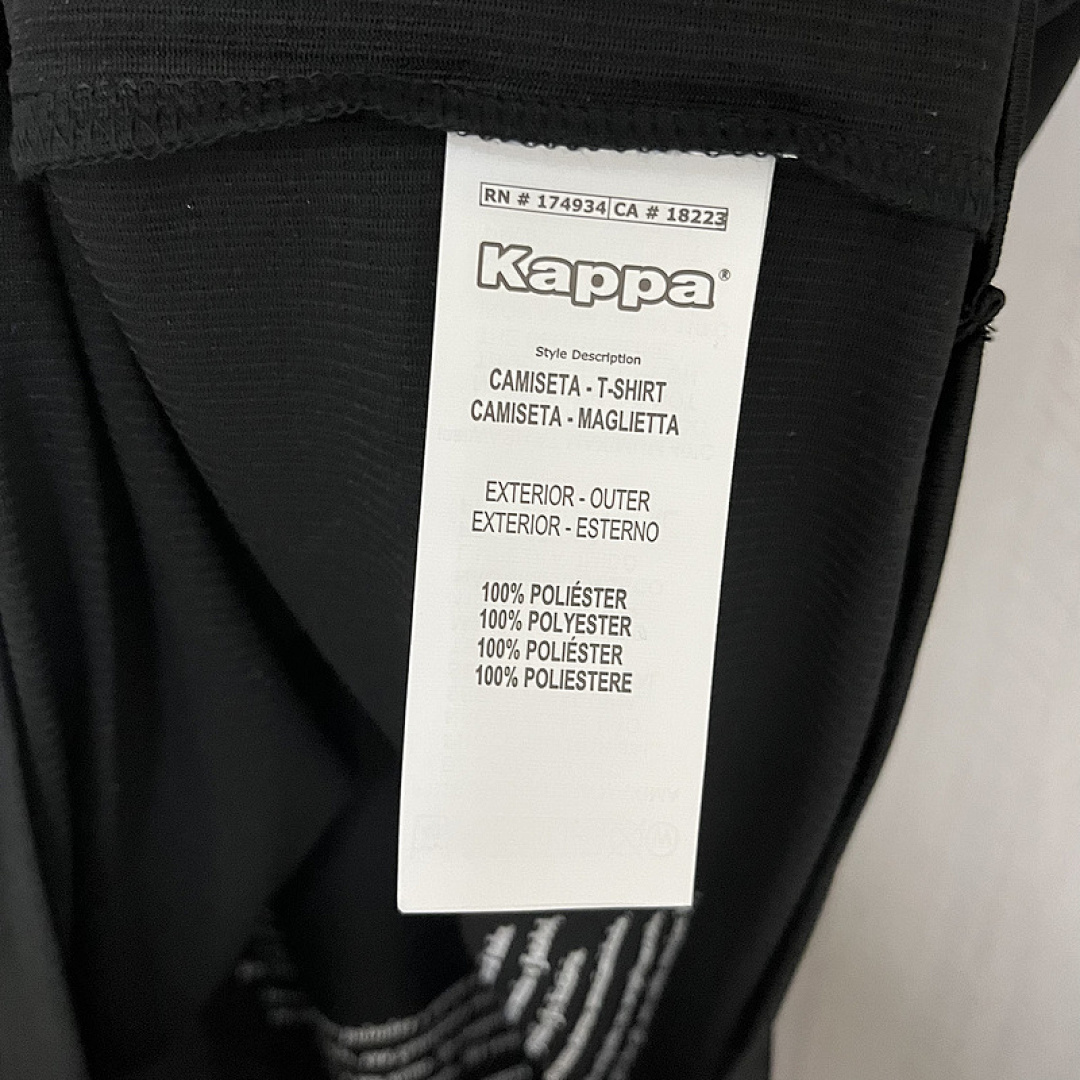 RN # 174934 CA # 18223
Kappa®
Style Description
CAMISETA - T-SHIRT
CAMISETA - MAGLIETTA
EXTERIOR - OUTER
EXTERIOR - ESTERNO
100% POLIÉSTER
100% POLYESTER
100% POLIÉSTER
100% POLIESTERE